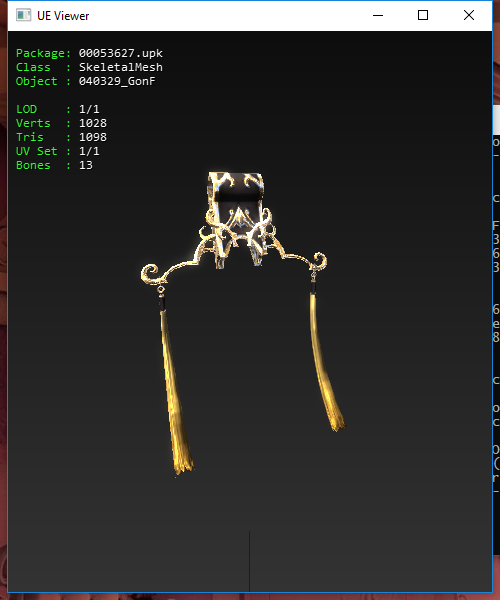 UE Viewer
Package: 00053627.upk
Class : SkeletalMesh
Object : 040329_GonF
LOD : 1/1
Verts : 1028
Tris : 1098
UV Set : 1/1
Bones : 13